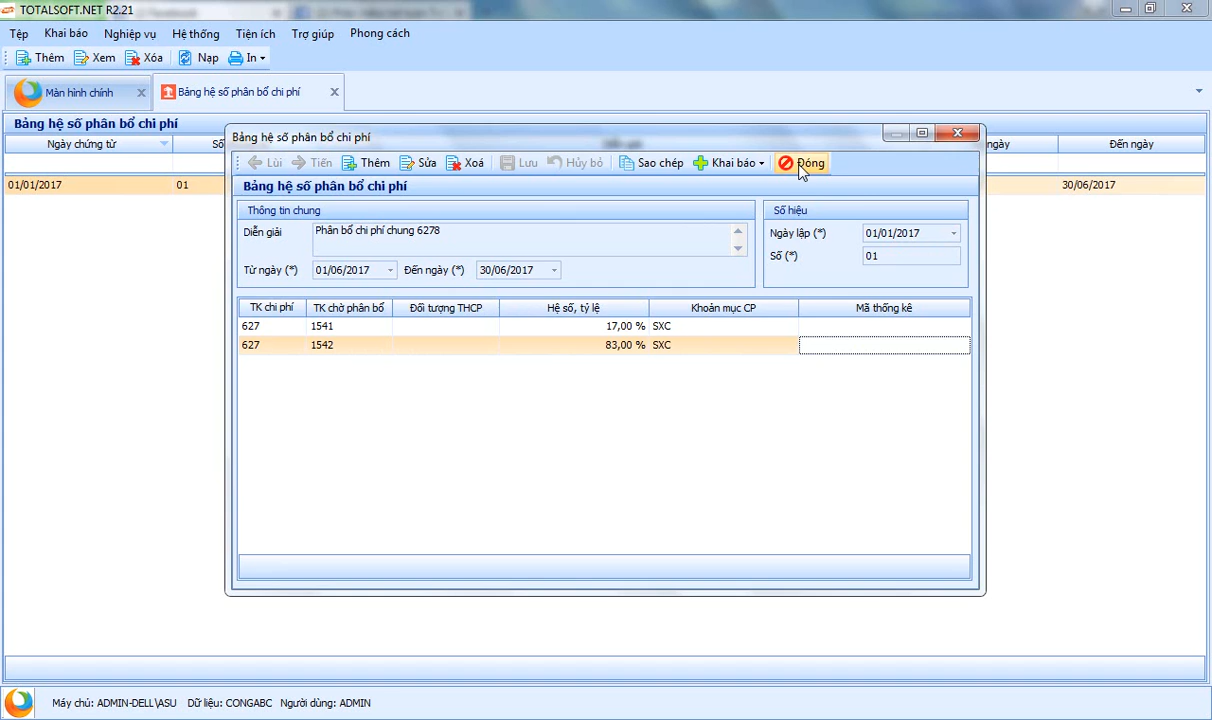 TOTALSOFT.NET R2.21
Tệp Khai báo Nghiệp vụ Hệ thống Tiện ích Trợ giúp Phong cách
Thêm Xem Xóa Nạp In
Màn hình chính Bảng hệ số phân bổ chi phí
Bảng hệ số phân bổ chi phí
Ngày chứng từ Số ngày Đến ngày
01/01/2017 01 30/06/2017
Bảng hệ số phân bổ chi phí
Lùi Tiến Thêm Sửa Xoá Lưu Hủy bỏ Sao chép Khai báo Đóng
Bảng hệ số phân bổ chi phí
Thông tin chung Số hiệu
Diễn giải Phân bổ chi phí chung 6278 Ngày lập (*) 01/01/2017
Số (*) 01
Từ ngày (*) 01/06/2017 Đến ngày (*) 30/06/2017
TK chi phí TK chờ phân bổ Đối tượng THCP Hệ số, tỷ lệ Khoản mục CP Mã thống kê
627 1541 17,00 % SXC
627 1542 83,00 % SXC
Máy chủ: ADMIN-DELL\ASU Dữ liệu: CONGABC Người dùng: ADMIN